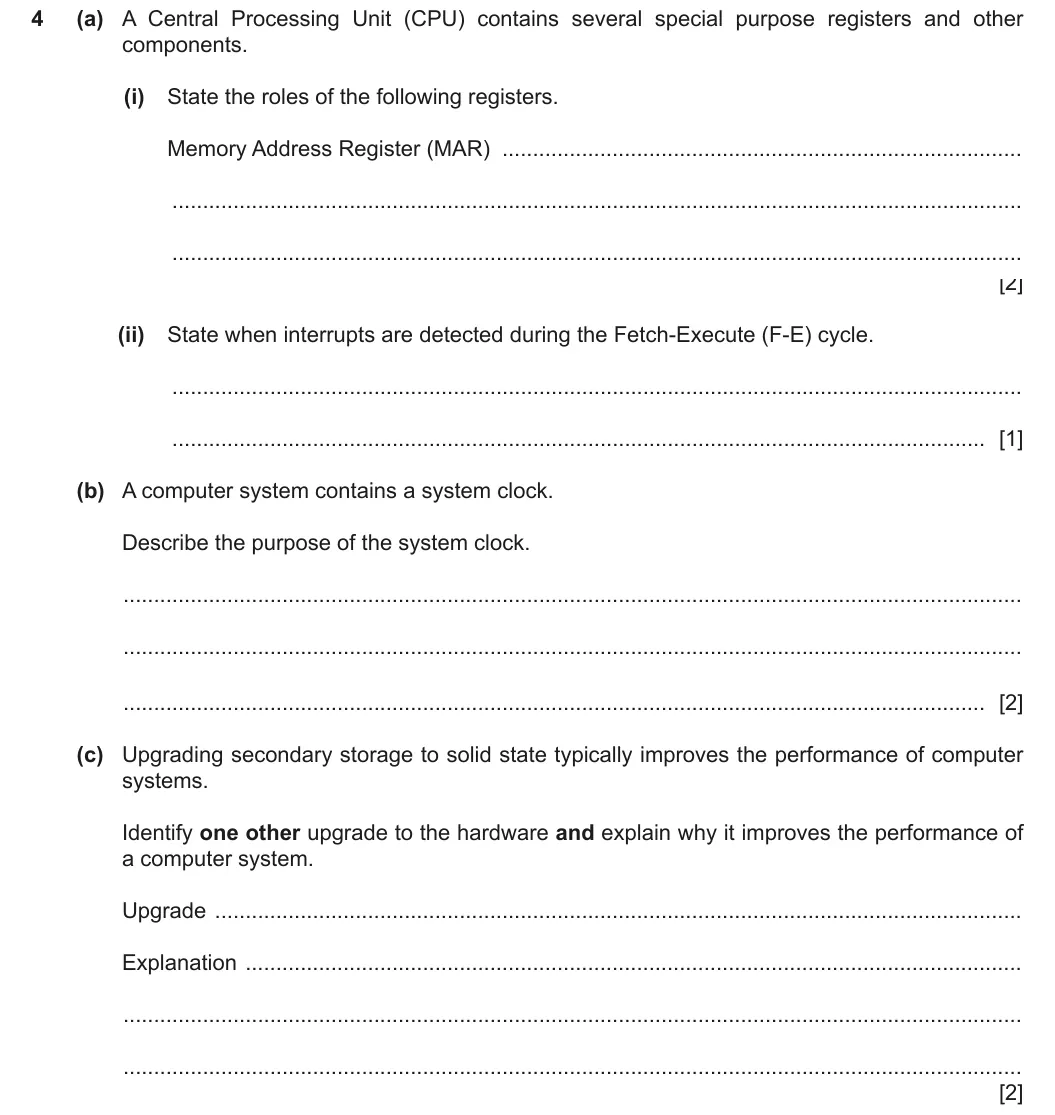 4 (a) A Central Processing Unit (CPU) contains several special purpose registers and other
components.
(i) State the roles of the following registers.
Memory Address Register (MAR) ......................................................................................
.............................................................................................................................................
.............................................................................................................................................
[2]
(ii) State when interrupts are detected during the Fetch-Execute (F-E) cycle.
.............................................................................................................................................
....................................................................................................................................... [1]
(b) A computer system contains a system clock.
Describe the purpose of the system clock.
.....................................................................................................................................................
.....................................................................................................................................................
............................................................................................................................................... [2]
(c) Upgrading secondary storage to solid state typically improves the performance of computer
systems.
Identify one other upgrade to the hardware and explain why it improves the performance of
a computer system.
Upgrade ......................................................................................................................................
Explanation .................................................................................................................................
.....................................................................................................................................................
.....................................................................................................................................................
[2]